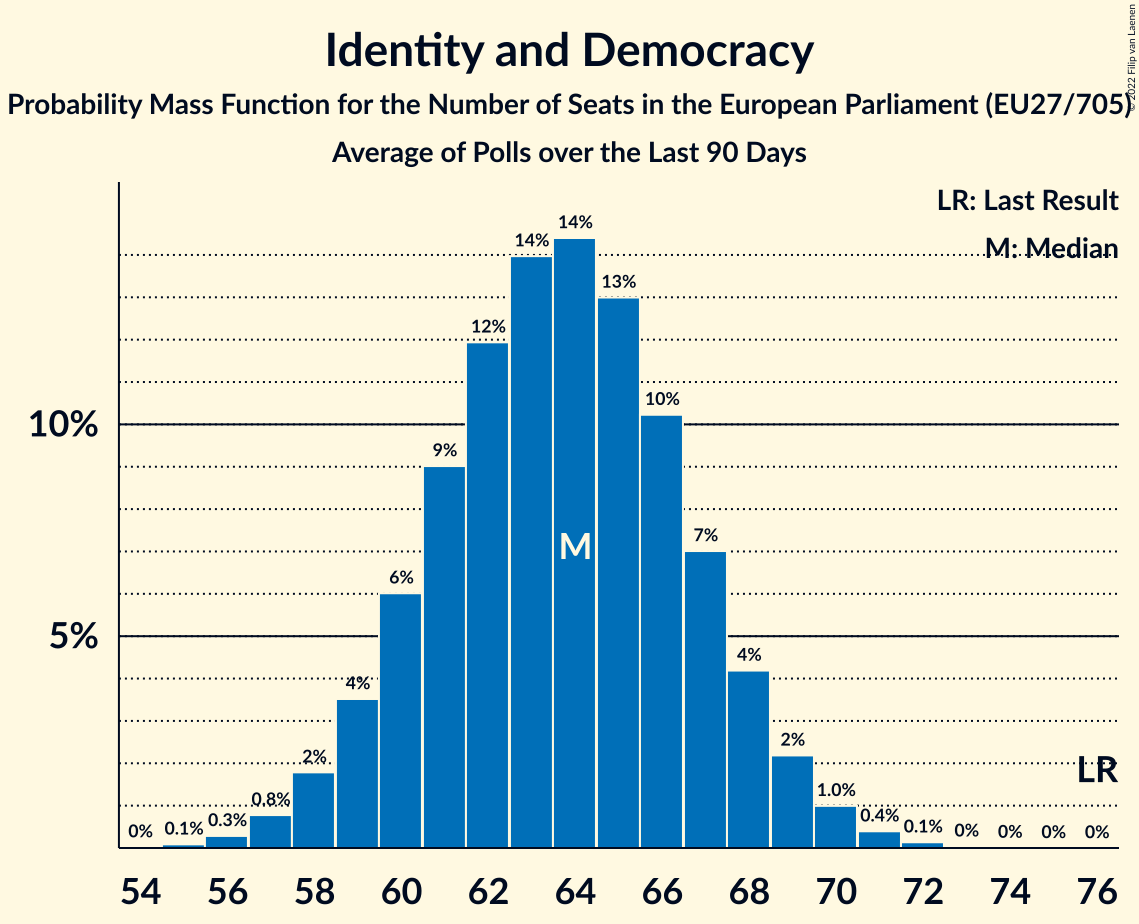 Identity and Democracy
Probability Mass Function for the Number of Seats in the European Parliament (EU27/705)
Average of Polls over the Last 90 Days
© 2022 Filip van Laenen
LR: Last Result
M: Median
10%
5%
0% 0.1% 0.3% 0.8% 2% 4% 6% 9% 12% 14% 14% 13% 10% 7% 4% 2% 1.0% 0.4% 0.1% 0% 0% 0% 0%
M
LR
54 56 58 60 62 64 66 68 70 72 74 76